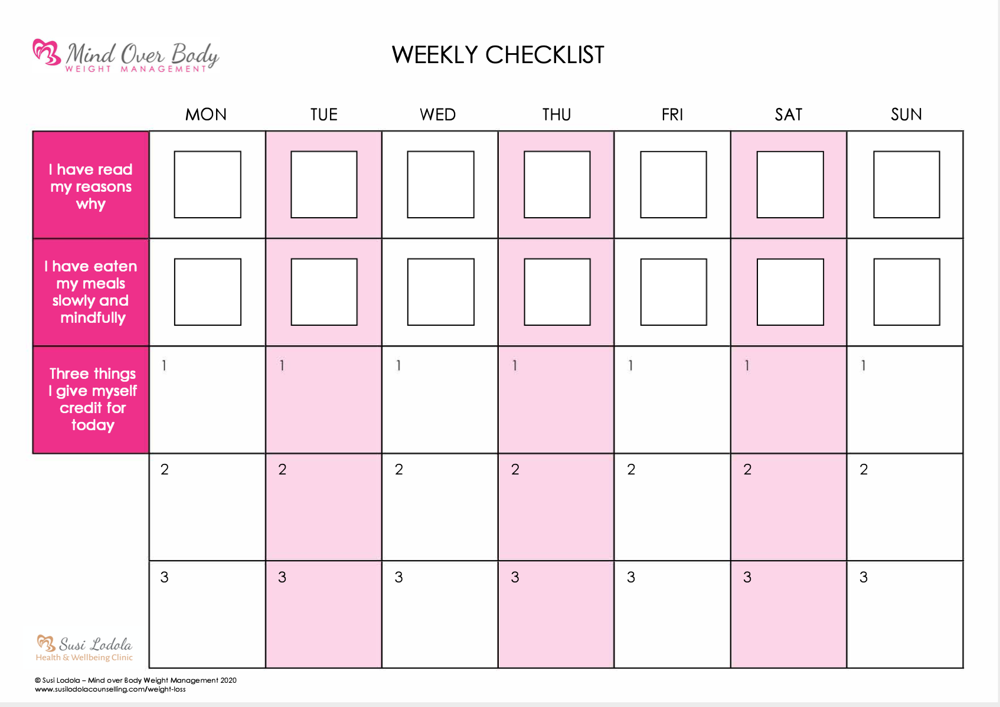 Mind Over Body
WEIGHT MANAGEMENT
WEEKLY CHECKLIST
MON TUE WED THU FRI SAT SUN
I have read
my reasons
why
I have eaten
my meals
slowly and
mindfully
Three things
I give myself
credit for
today
1 1 1 1 1 1 1
2 2 2 2 2 2 2
3 3 3 3 3 3 3
Susi Lodola
Health & Wellbeing Clinic
© Susi Lodola – Mind over Body Weight Management 2020
www.susilodolacounselling.com/weight-loss